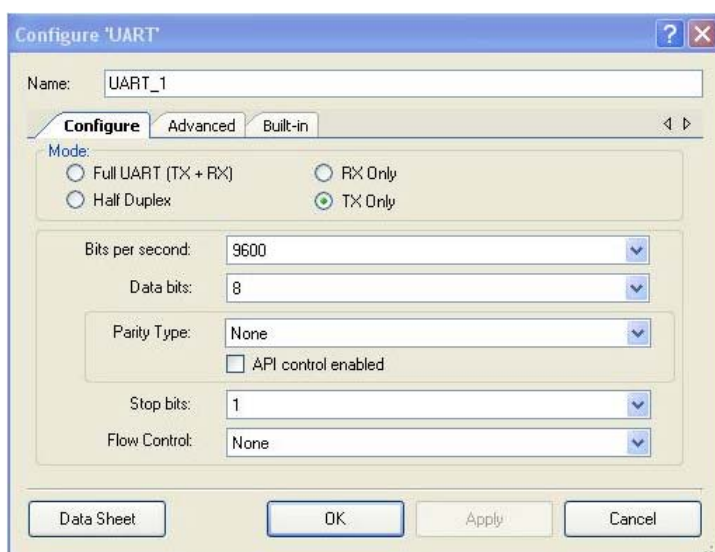 Configure 'UART'
Name: UART_1
Configure Advanced Built-in
Mode:
Full UART (TX + RX) RX Only
Half Duplex TX Only
Bits per second: 9600
Data bits: 8
Parity Type: None
API control enabled
Stop bits: 1
Flow Control: None
Data Sheet OK Apply Cancel